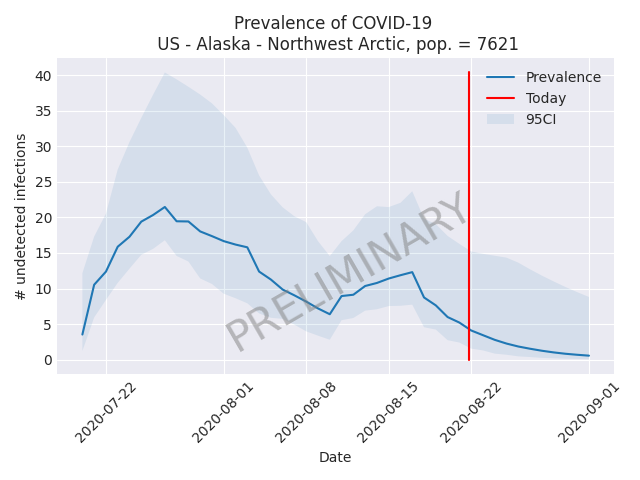 Prevalence of COVID-19
US - Alaska - Northwest Arctic, pop. = 7621
# undetected infections
40
35
30
25
20
15
10
5
0
Prevalence
Today
95CI
PRELIMINARY
2020-07-22
2020-08-01
2020-08-08
2020-08-15
2020-08-22
2020-09-01
Date